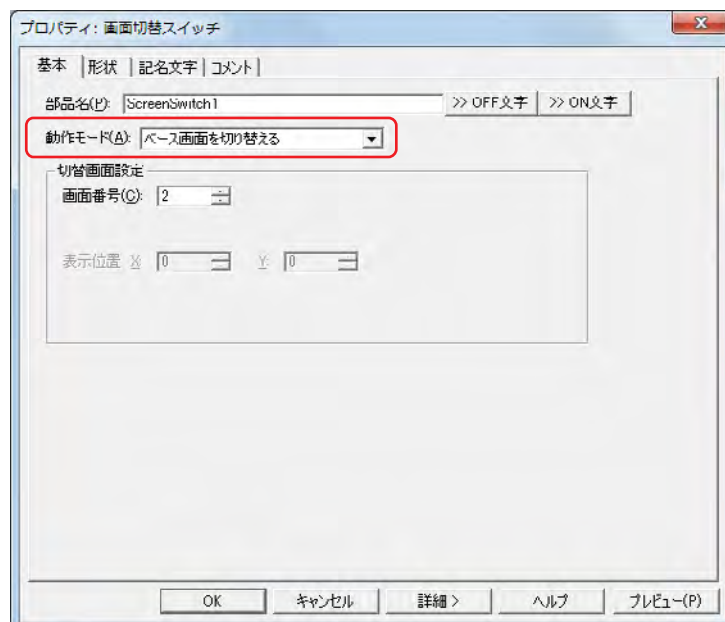 プロパティ: 画面切替スイッチ
基本 形状 記名文字 コメント
部品名(P): ScreenSwitch1 >> OFF文字 >> ON文字
動作モード(A): ベース画面を切り替える
切替画面設定
画面番号(C): 2
表示位置 X: 0 Y: 0
OK キャンセル 詳細 > ヘルプ プレビュー(P)